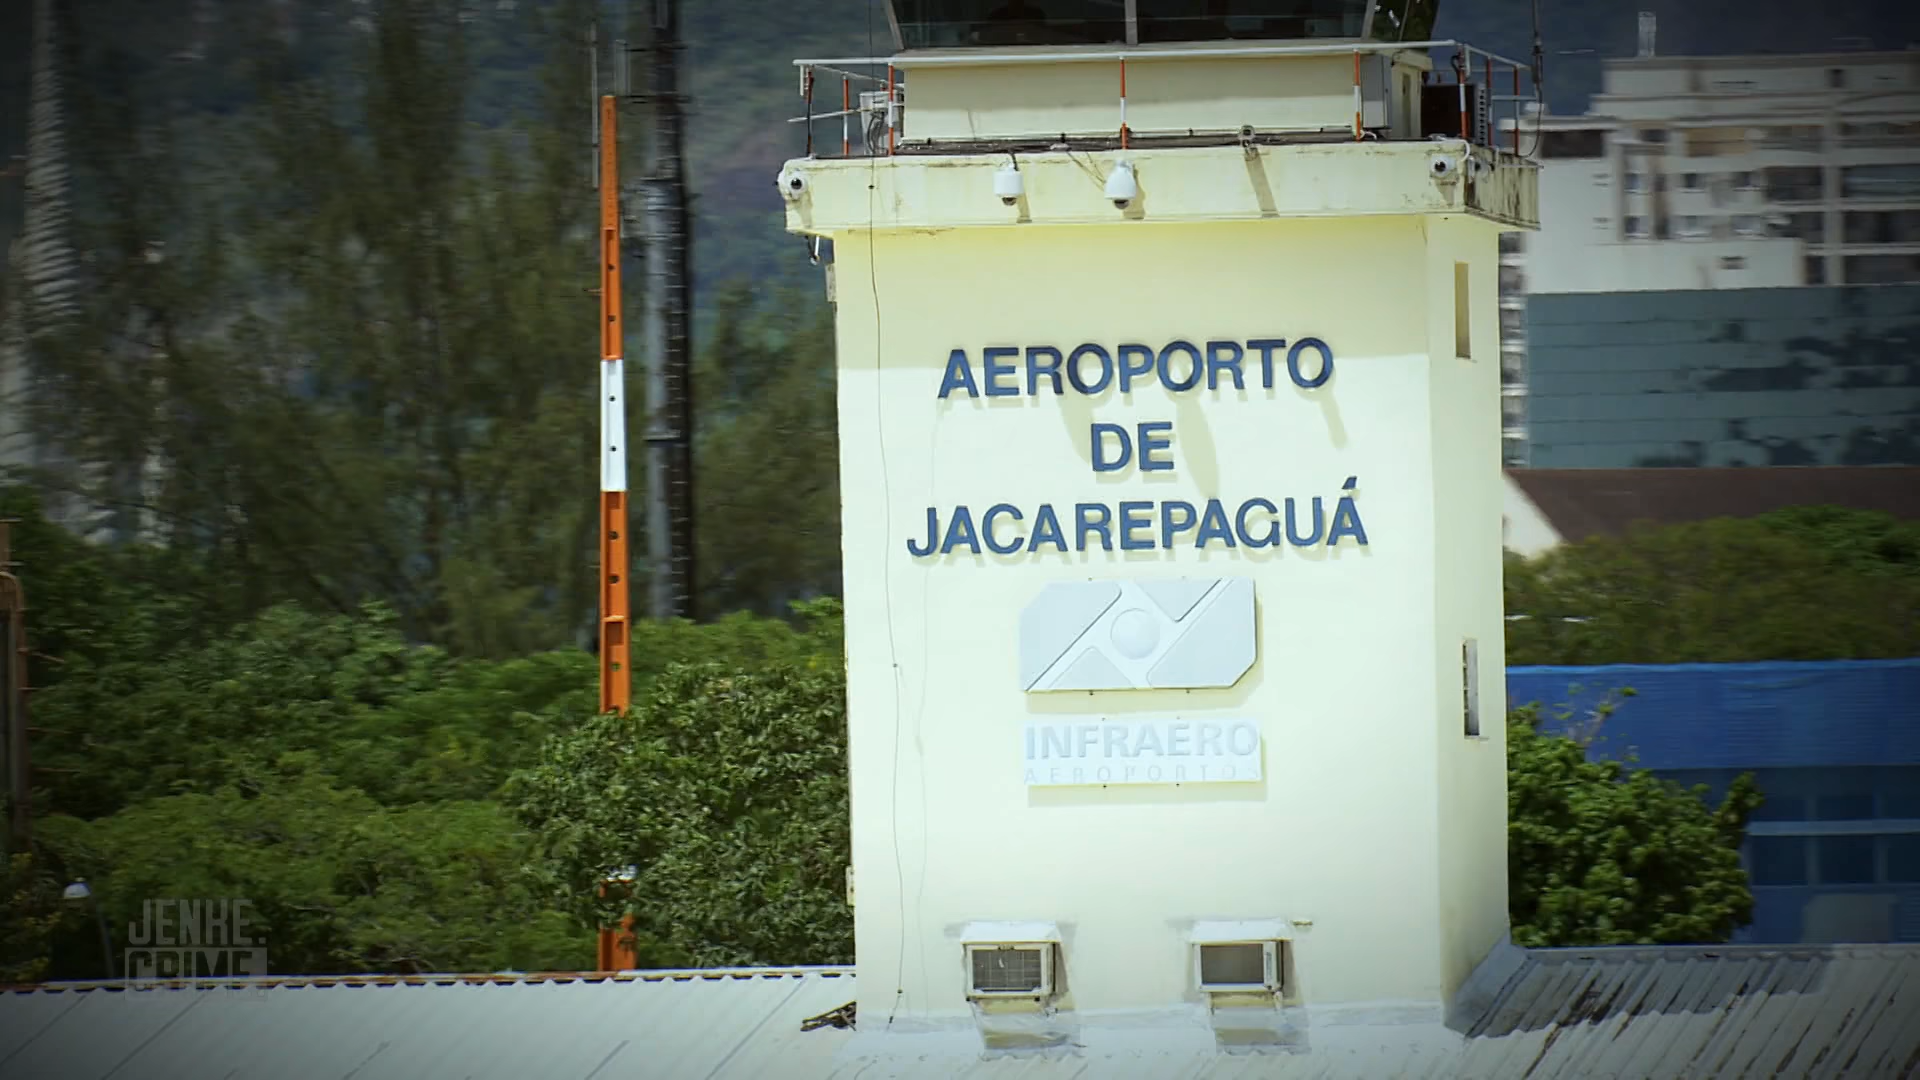 AEROPORTO
DE
JACAREPAGUÁ
INFRAERO
AEROPORTOS
JENKE.
CRIME.